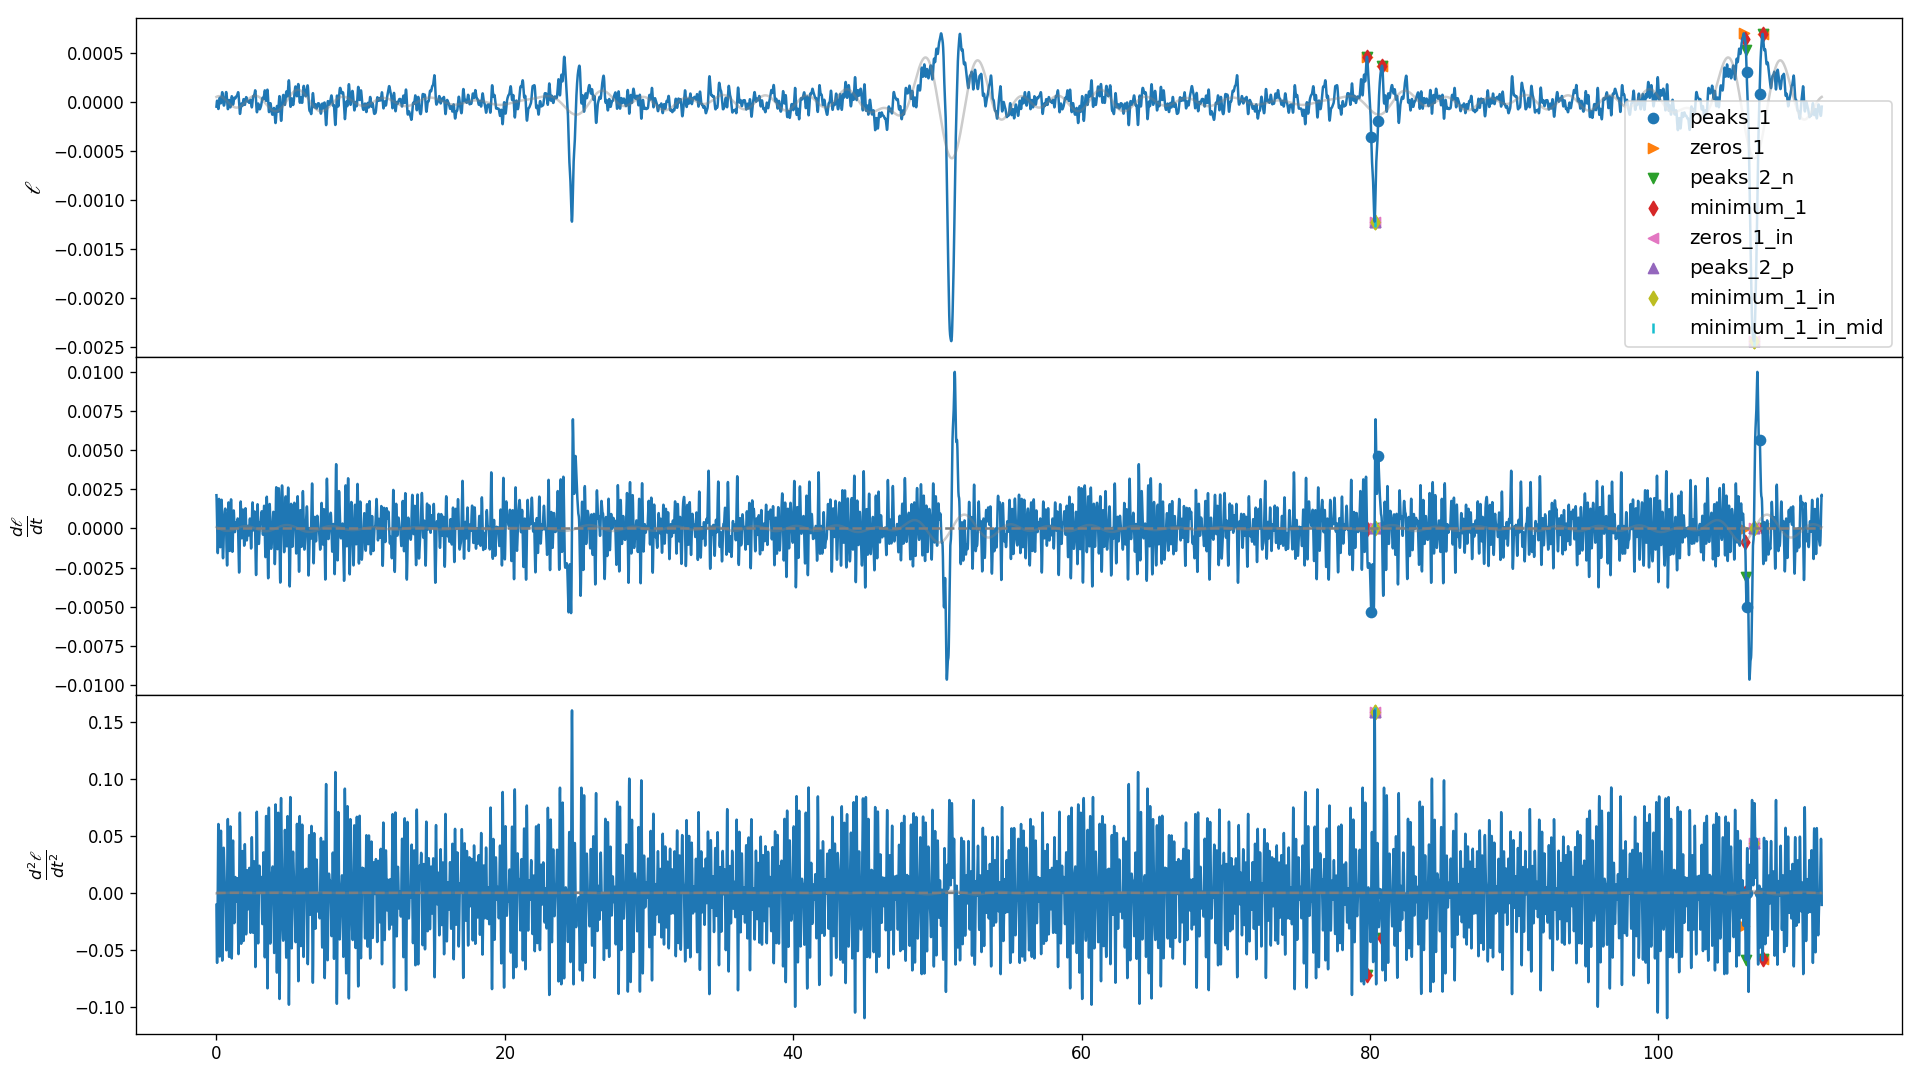 0.0005
0.0000
−0.0005
−0.0010
−0.0015
−0.0020
−0.0025
ℓ
peaks_1
zeros_1
peaks_2_n
minimum_1
zeros_1_in
peaks_2_p
minimum_1_in
minimum_1_in_mid
0.0100
0.0075
0.0050
0.0025
0.0000
−0.0025
−0.0050
−0.0075
−0.0100
dℓ
dt
0.15
0.10
0.05
0.00
−0.05
−0.10
d²ℓ
dt²
0 20 40 60 80 100